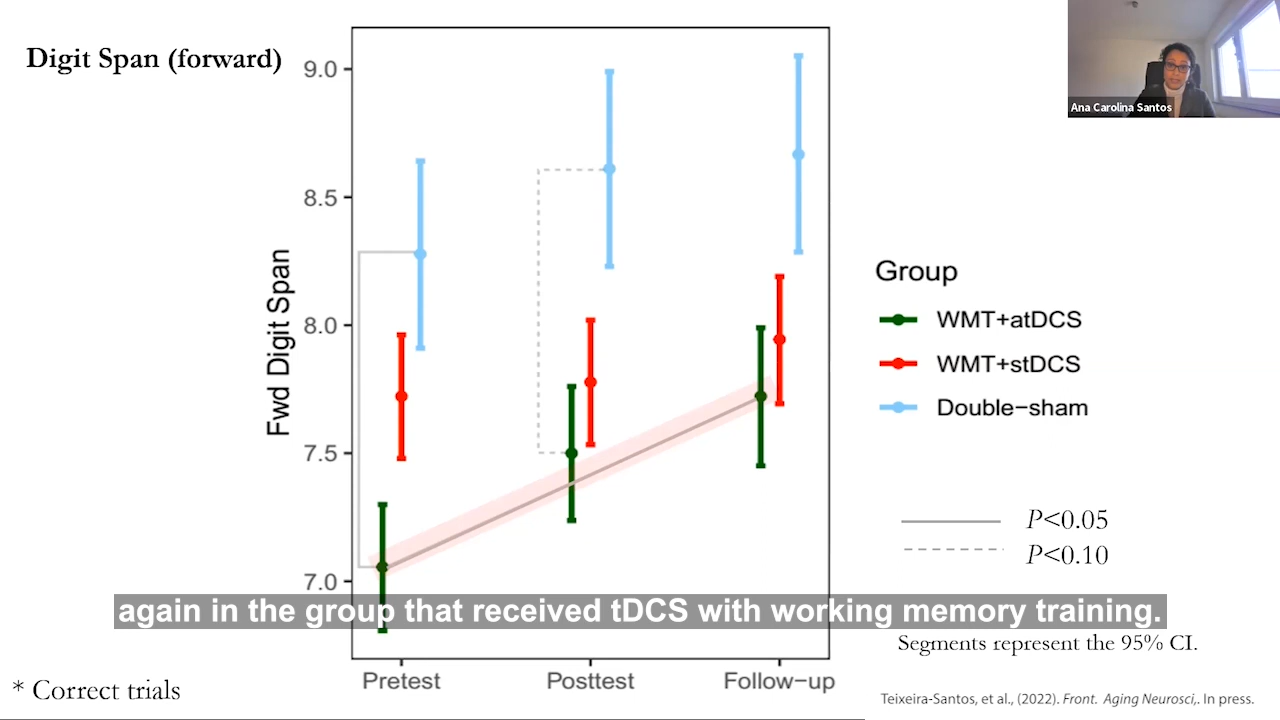 Digit Span (forward)
Ana Carolina Santos
9.0
8.5
8.0
7.5
7.0
Fwd Digit Span
Group
WMT+atDCS
WMT+stDCS
Double−sham
P<0.05
P<0.10
again in the group that received tDCS with working memory training.
Segments represent the 95% CI.
Pretest
Posttest
Follow−up
* Correct trials
Teixeira-Santos, et al., (2022). Front. Aging Neurosci,. In press.